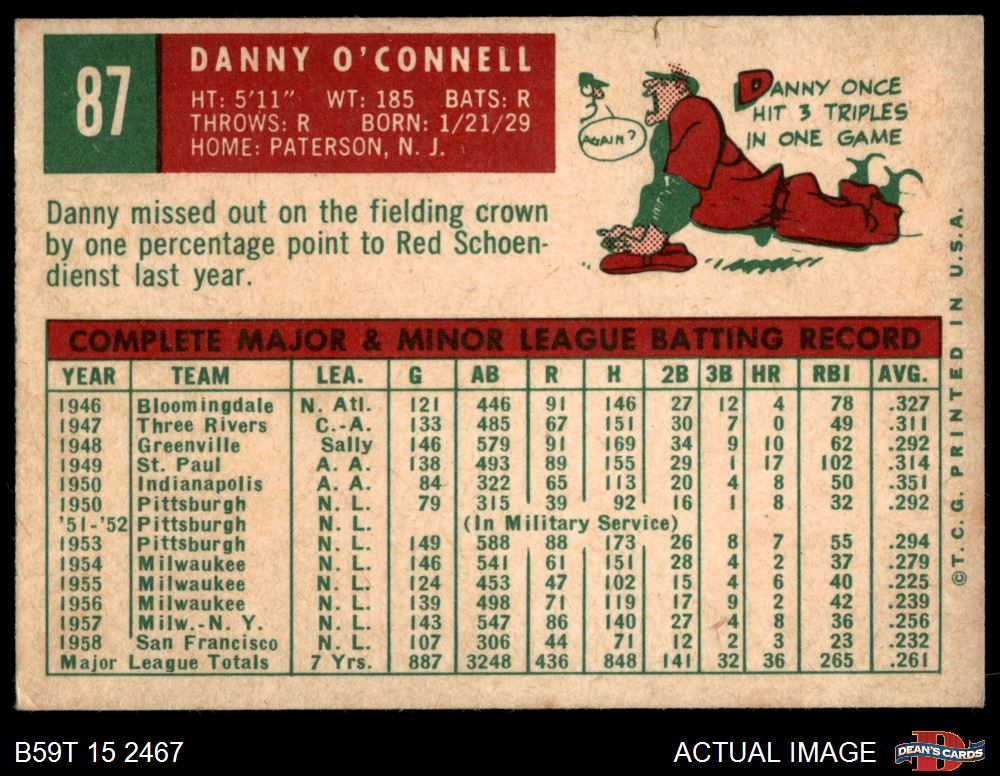 87
DANNY O'CONNELL
HT: 5'11" WT: 185 BATS: R
THROWS: R BORN: 1/21/29
HOME: PATERSON, N. J.
AGAIN?
DANNY ONCE
HIT 3 TRIPLES
IN ONE GAME
Danny missed out on the fielding crown
by one percentage point to Red Schoen-
dienst last year.
COMPLETE MAJOR & MINOR LEAGUE BATTING RECORD
YEAR TEAM LEA. G AB R H 2B 3B HR RBI AVG.
1946 Bloomingdale N. Atl. 121 446 91 146 27 12 4 78 .327
1947 Three Rivers C.-A. 133 485 67 151 30 7 0 49 .311
1948 Greenville Sally 146 579 91 169 34 9 10 62 .292
1949 St. Paul A. A. 138 493 89 155 29 1 17 102 .314
1950 Indianapolis A. A. 84 322 65 113 20 4 8 50 .351
1950 Pittsburgh N. L. 79 315 39 92 16 1 8 32 .292
'51-'52 Pittsburgh N. L. (In Military Service)
1953 Pittsburgh N. L. 149 588 88 173 26 8 7 55 .294
1954 Milwaukee N. L. 146 541 61 151 28 4 2 37 .279
1955 Milwaukee N. L. 124 453 47 102 15 4 6 40 .225
1956 Milwaukee N. L. 139 498 71 119 17 9 2 42 .239
1957 Milw.-N. Y. N. L. 143 547 86 140 27 4 8 36 .256
1958 San Francisco N. L. 107 306 44 71 12 2 3 23 .232
Major League Totals 7 Yrs. 887 3248 436 848 141 32 36 265 .261
©T. C. G. PRINTED IN U.S.A.
B59T 15 2467
ACTUAL IMAGE
DEAN'S CARDS